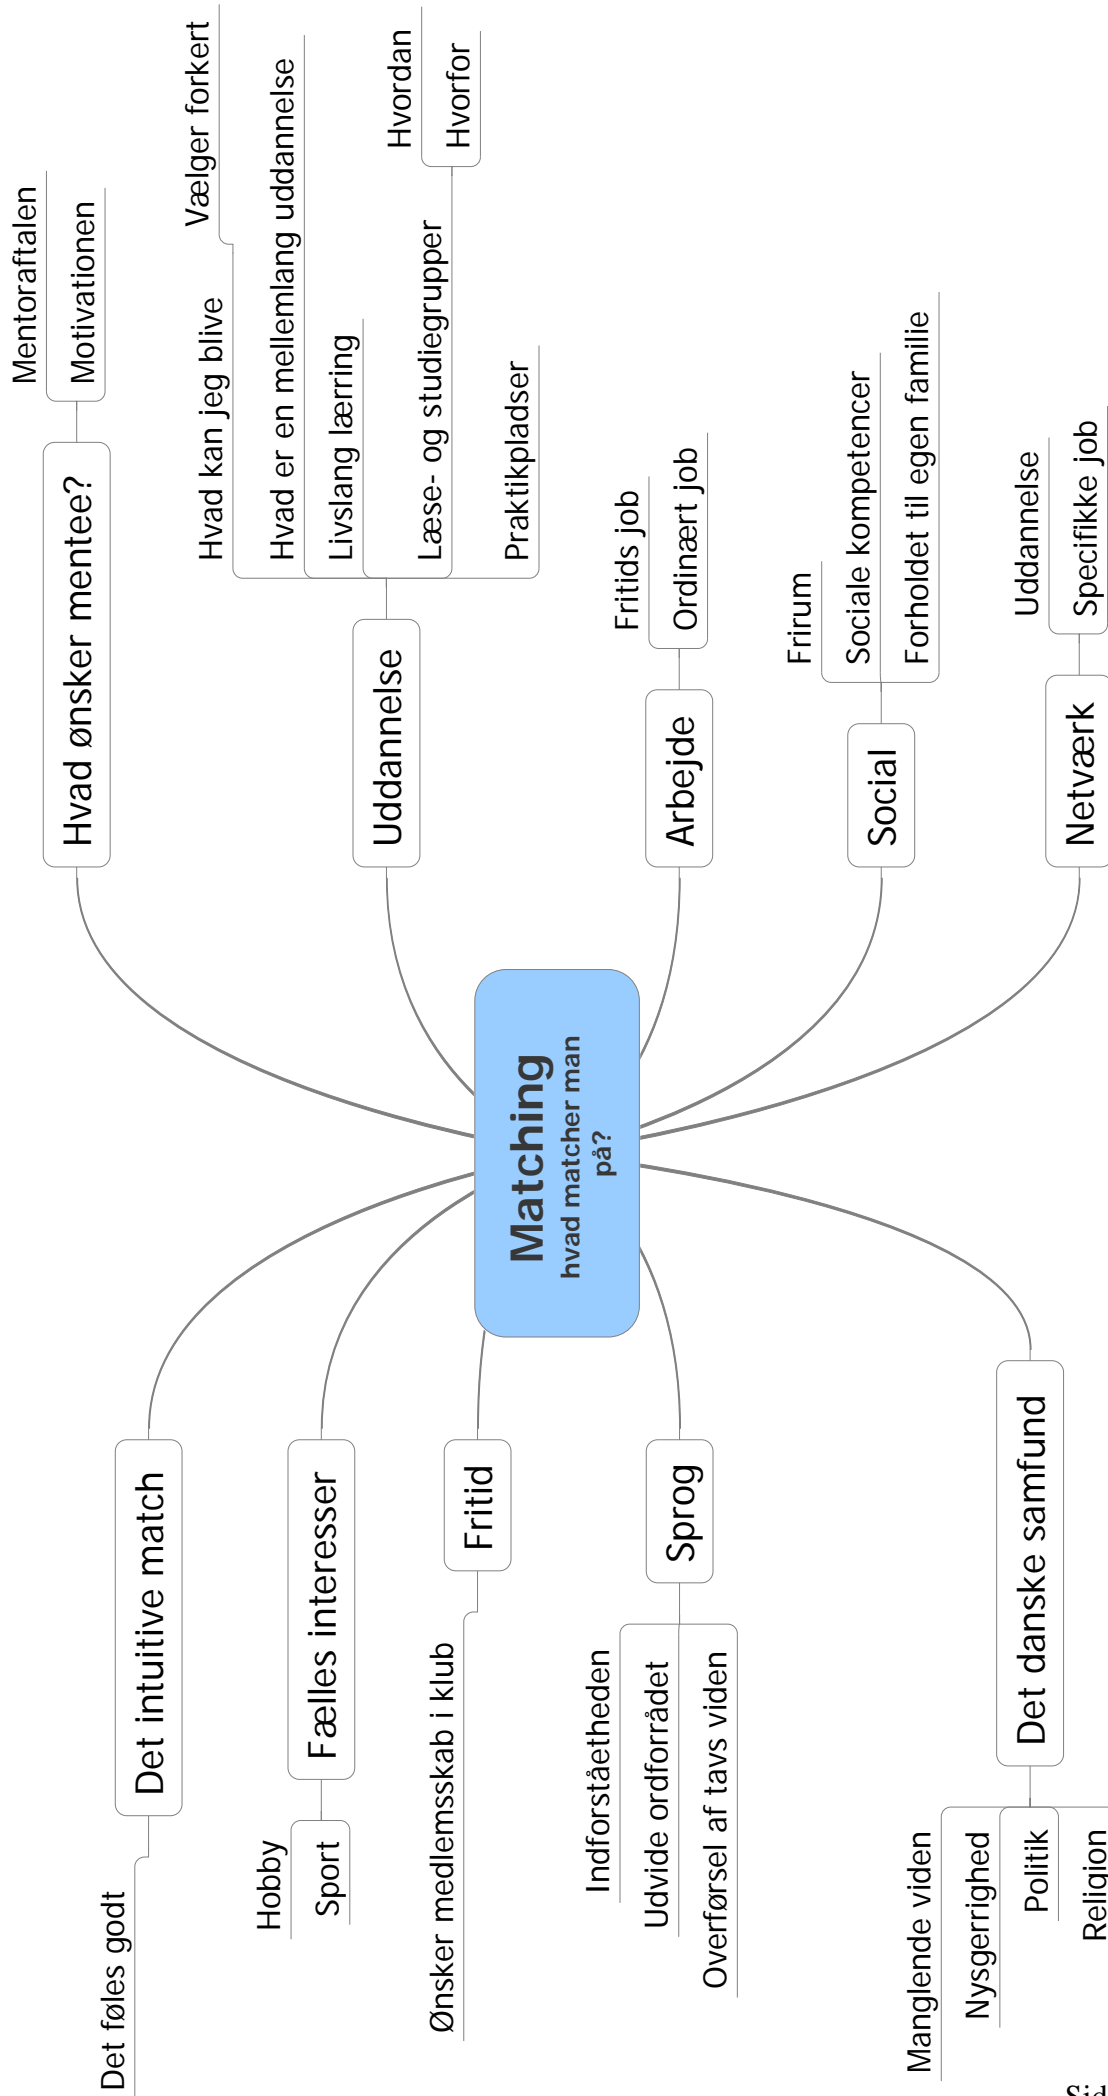 Matching
hvad matcher man
på?
Hvad ønsker mentee?
Mentoraftalen
Motivationen
Uddannelse
Hvad kan jeg blive
Vælger forkert
Hvad er en mellemlang uddannelse
Livslang lærring
Læse- og studiegrupper
Hvordan
Hvorfor
Praktikpladser
Arbejde
Fritids job
Ordinært job
Social
Frirum
Sociale kompetencer
Forholdet til egen familie
Netværk
Uddannelse
Specifikke job
Det intuitive match
Det føles godt
Fælles interesser
Hobby
Sport
Fritid
Ønsker medlemsskab i klub
Sprog
Indforståetheden
Udvide ordforrådet
Overførsel af tavs viden
Det danske samfund
Manglende viden
Nysgerrighed
Politik
Religion